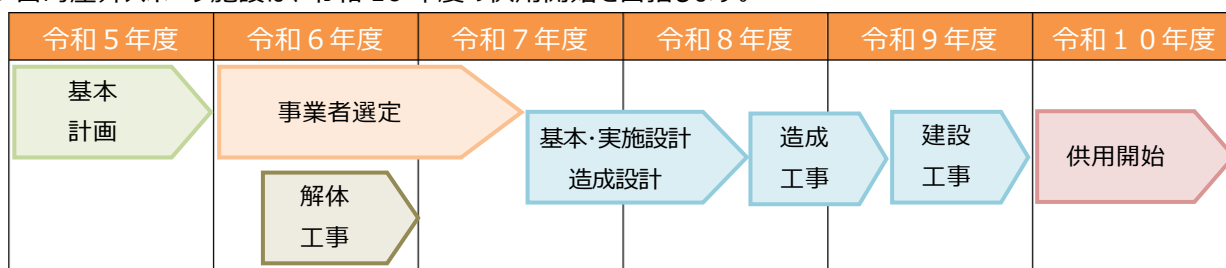 令和５年度
令和６年度
令和７年度
令和８年度
令和９年度
令和１０年度
基本
計画
事業者選定
解体
工事
基本・実施設計
造成設計
造成
工事
建設
工事
供用開始